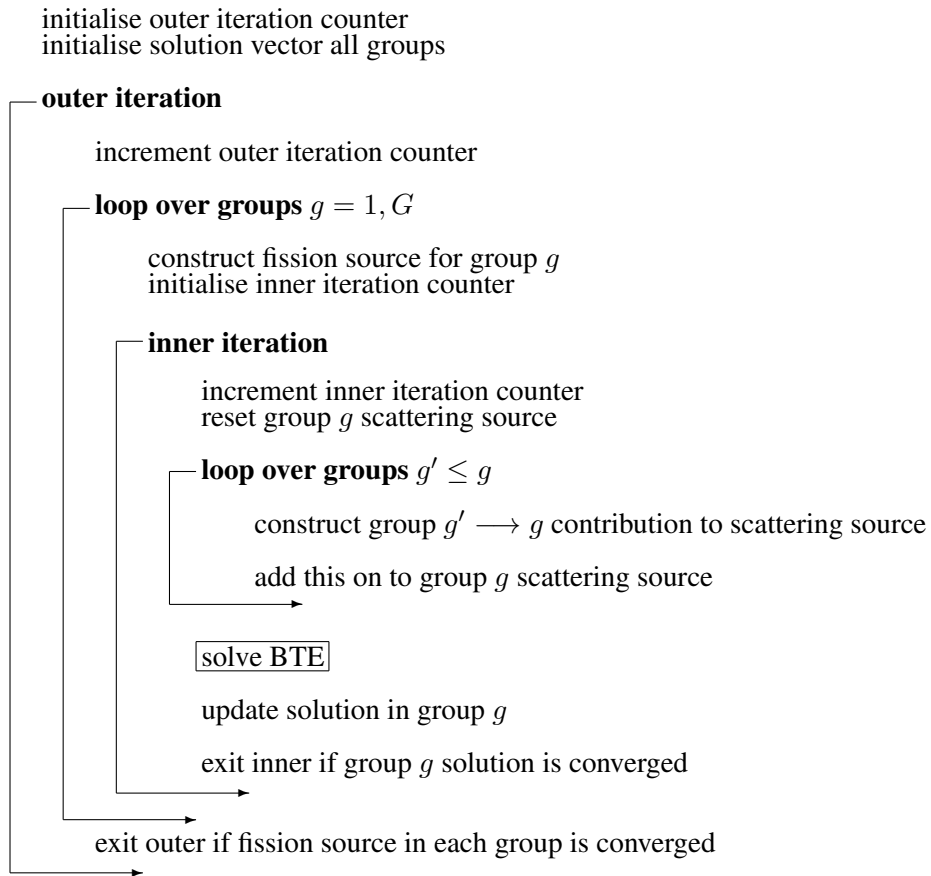 initialise outer iteration counter
initialise solution vector all groups
outer iteration
increment outer iteration counter
loop over groups g = 1, G
construct fission source for group g
initialise inner iteration counter
inner iteration
increment inner iteration counter
reset group g scattering source
loop over groups g′ ≤ g
construct group g′ ⟶ g contribution to scattering source
add this on to group g scattering source
solve BTE
update solution in group g
exit inner if group g solution is converged
exit outer if fission source in each group is converged